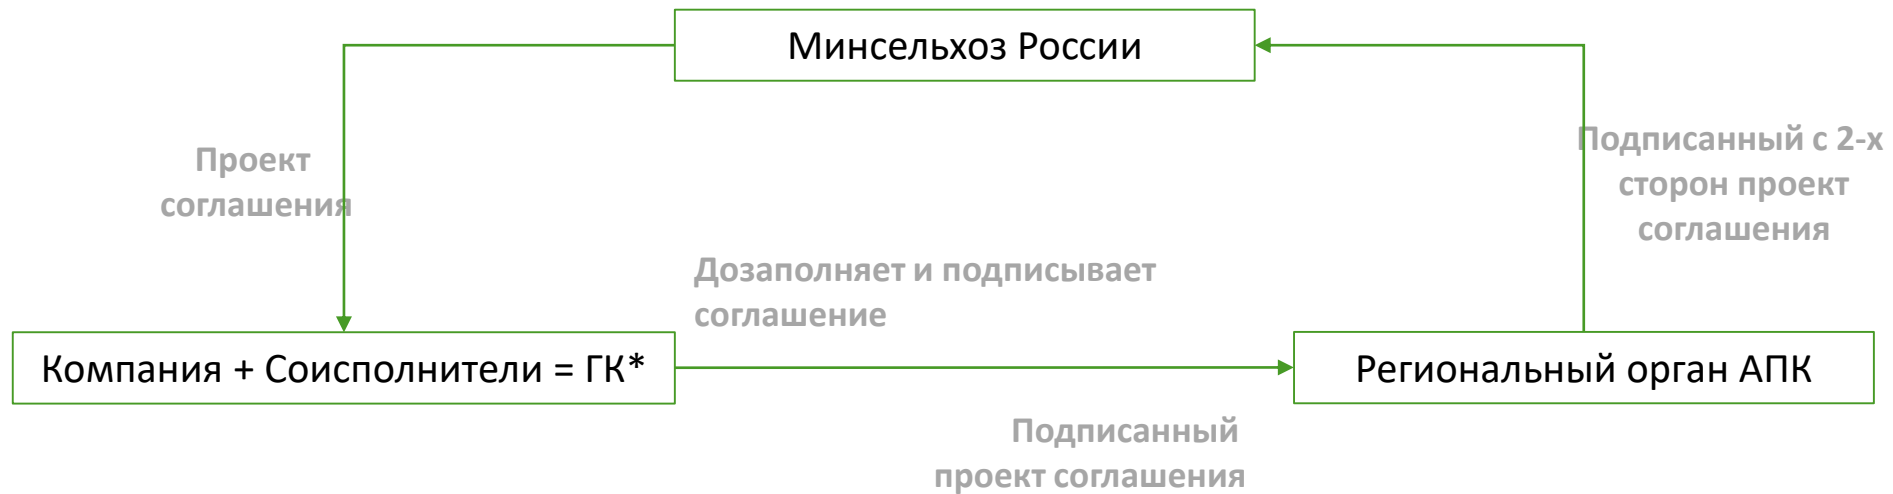 Минсельхоз России
Проект
соглашения
Подписанный с 2-х
сторон проект
соглашения
Дозаполняет и подписывает
соглашение
Компания + Соисполнители = ГК*
Региональный орган АПК
Подписанный
проект соглашения